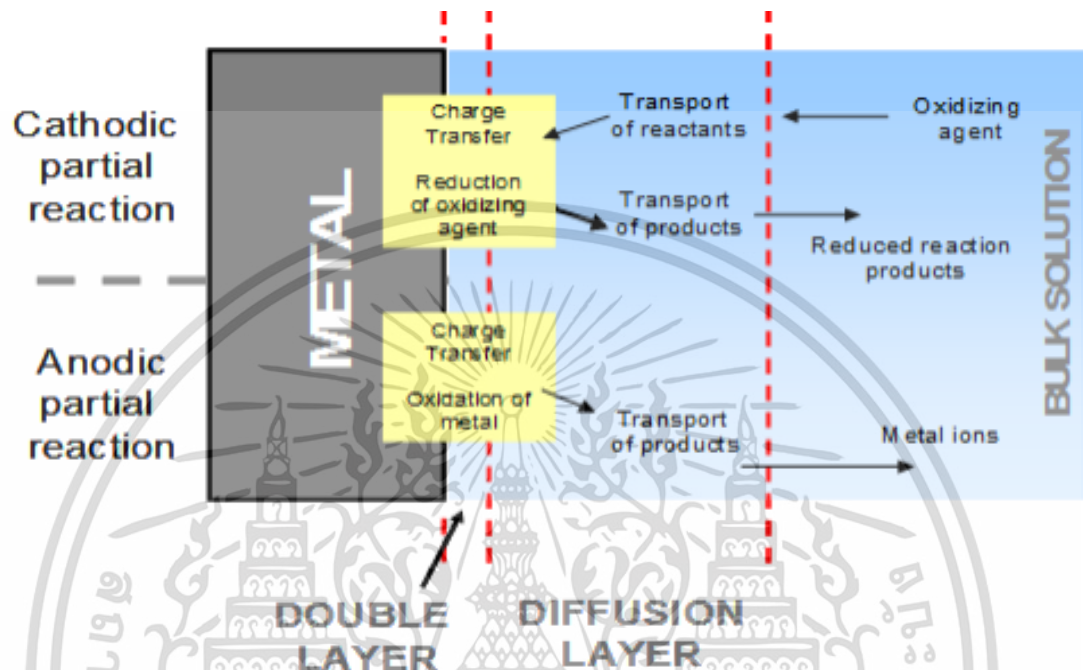 Cathodic
partial
reaction
Anodic
partial
reaction
METAL
Charge
Transfer
Reduction
of oxidizing
agent
Charge
Transfer
Oxidation of
metal
Transport
of reactants
Transport
of products
Transport
of products
Oxidizing
agent
Reduced reaction
products
Metal ions
BULK SOLUTION
DOUBLE
LAYER
DIFFUSION
LAYER